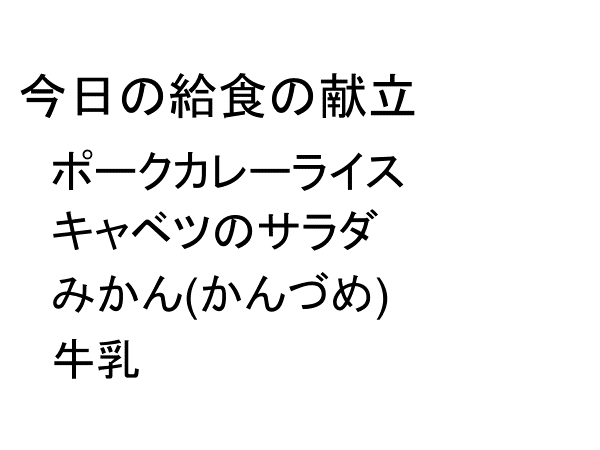 今日の給食の献立
ポークカレーライス
キャベツのサラダ
みかん(かんづめ)
牛乳